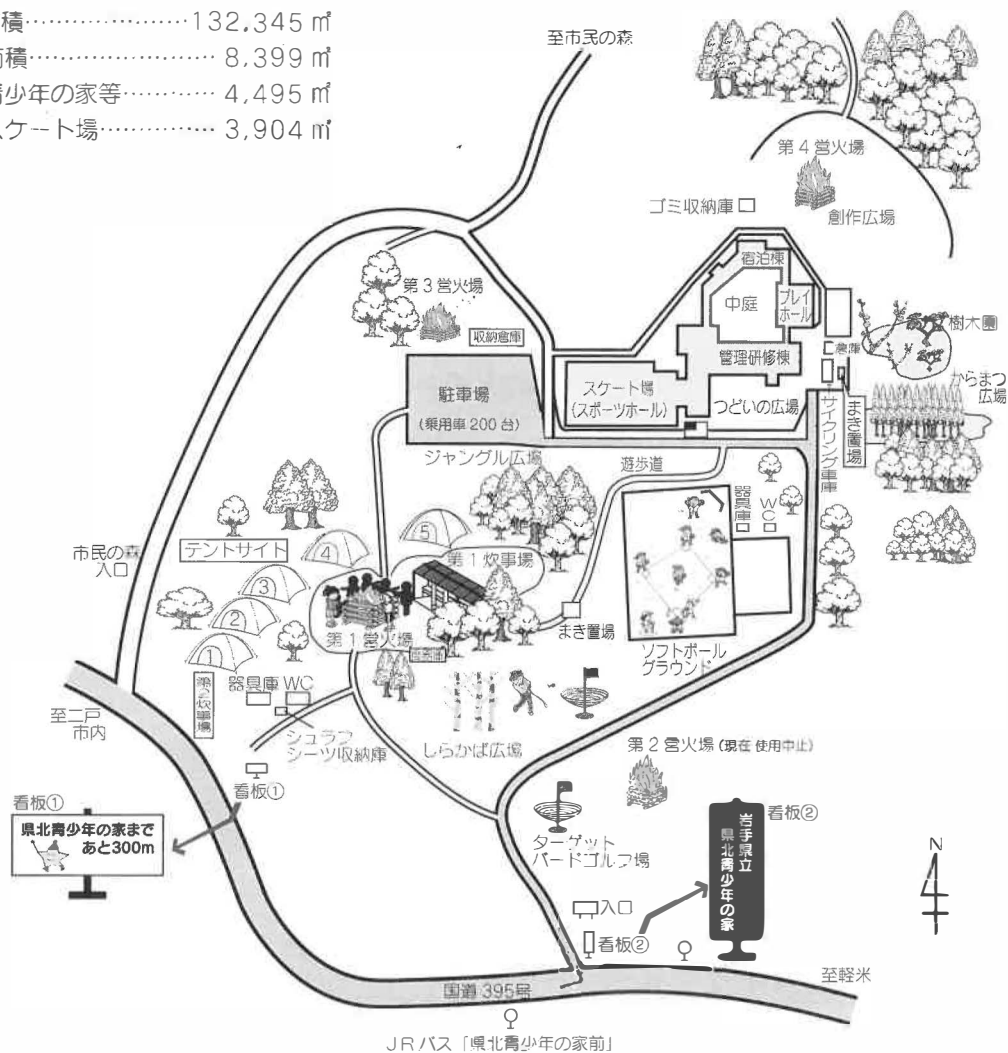 積………………132,345㎡
面積………………8,399㎡
青少年の家等…………4,495㎡
スケート場…………3,904㎡
至市民の森
第4営火場
創作広場
ゴミ収納庫
宿泊棟
中庭
プレイ
ホール
第3営火場
収納倉庫
管理研修棟
倉庫
樹木園
からまつ
広場
駐車場
(乗用車200台)
スケート場
(スポーツホール)
つどいの広場
サイクリング車庫
まき置場
ジャングル広場
遊歩道
器具庫
WC
市民の森
入口
テントサイト
①
②
③
④
⑤
第1炊事場
第1営火場
まき置場
ソフトボール
グラウンド
第2炊事場
器具庫
WC
シュラフ
シーツ収納庫
しらかば広場
至二戸
市内
看板①
看板①
県北青少年の家まで
あと300m
第2営火場(現在使用中止)
ターゲット
バードゴルフ場
看板②
岩手県立
県北青少年の家
N
入口
看板②
至軽米
国道395号
JRバス「県北青少年の家前」